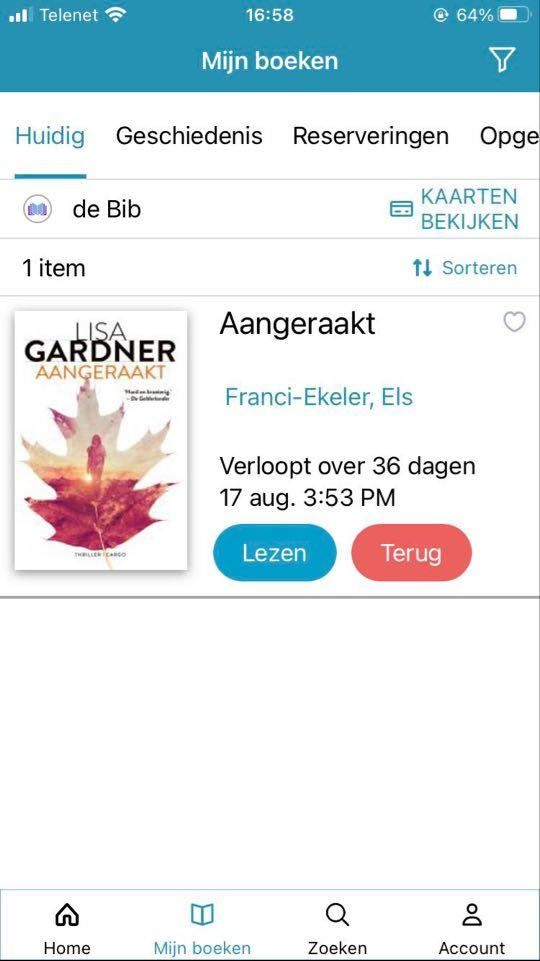 Telenet 16:58 64%
Mijn boeken
Huidig Geschiedenis Reserveringen Opge
de Bib KAARTEN
BEKIJKEN
1 item Sorteren
LISA
GARDNER
AANGERAAKT
'Hard en broeierig.'
– De Gelderlander
THRILLER CARGO
Aangeraakt
Franci-Ekeler, Els
Verloopt over 36 dagen
17 aug. 3:53 PM
Lezen Terug
Home Mijn boeken Zoeken Account